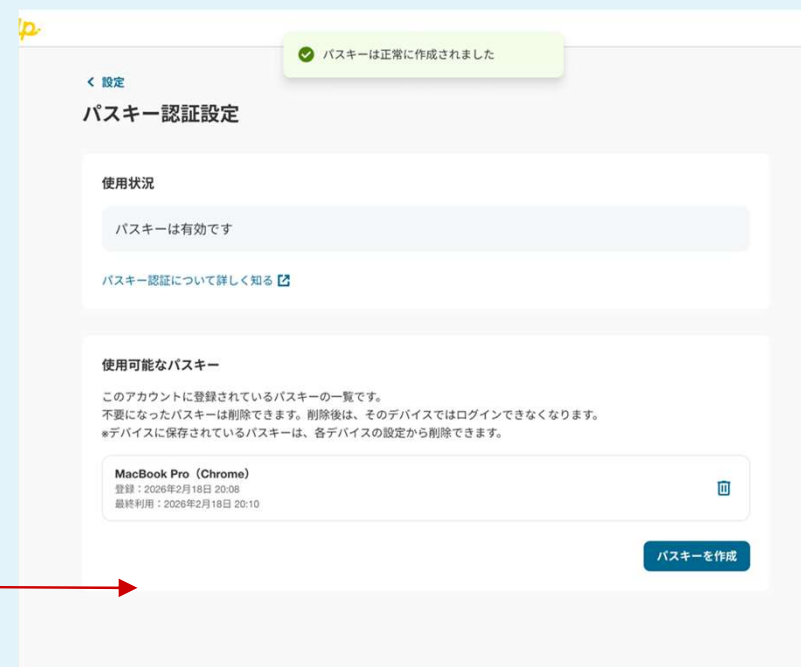 lp
パスキーは正常に作成されました
設定
パスキー認証設定
使用状況
パスキーは有効です
パスキー認証について詳しく知る
使用可能なパスキー
このアカウントに登録されているパスキーの一覧です。
不要になったパスキーは削除できます。削除後は、そのデバイスではログインできなくなります。
※デバイスに保存されているパスキーは、各デバイスの設定から削除できます。
MacBook Pro（Chrome）
登録：2026年2月18日 20:08
最終利用：2026年2月18日 20:10
パスキーを作成